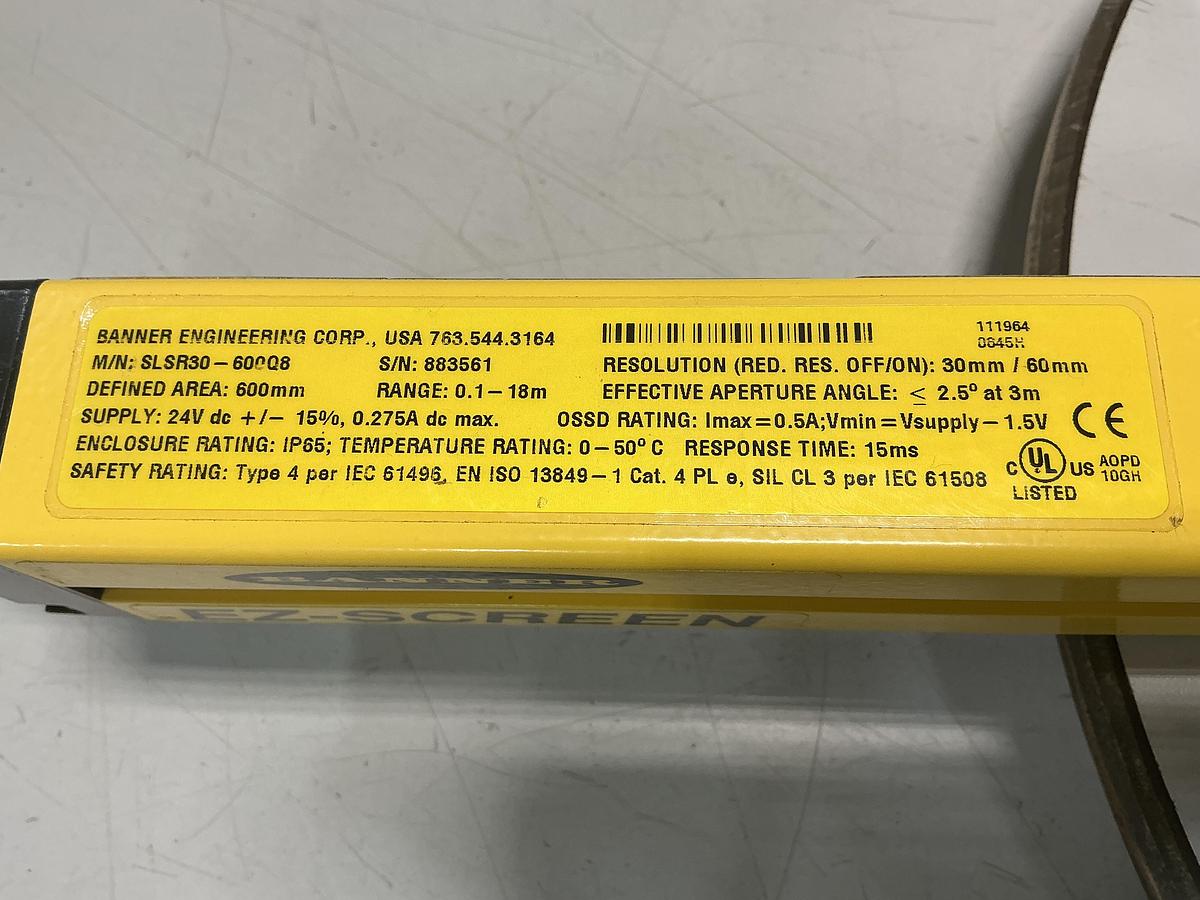 BANNER ENGINEERING CORP., USA 763.544.3164
111964
0845H
M/N: SLSR30-600Q8 S/N: 883561 RESOLUTION (RED. RES. OFF/ON): 30mm / 60mm
DEFINED AREA: 600mm RANGE: 0.1-18m EFFECTIVE APERTURE ANGLE: ≤ 2.5° at 3m
SUPPLY: 24V dc +/- 15%, 0.275A dc max. OSSD RATING: Imax=0.5A;Vmin=Vsupply-1.5V CE
ENCLOSURE RATING: IP65; TEMPERATURE RATING: 0-50° C RESPONSE TIME: 15ms
SAFETY RATING: Type 4 per IEC 61496, EN ISO 13849-1 Cat. 4 PL e, SIL CL 3 per IEC 61508
C UL US AOPD
10GH
LISTED
BANNER
EZ-SCREEN